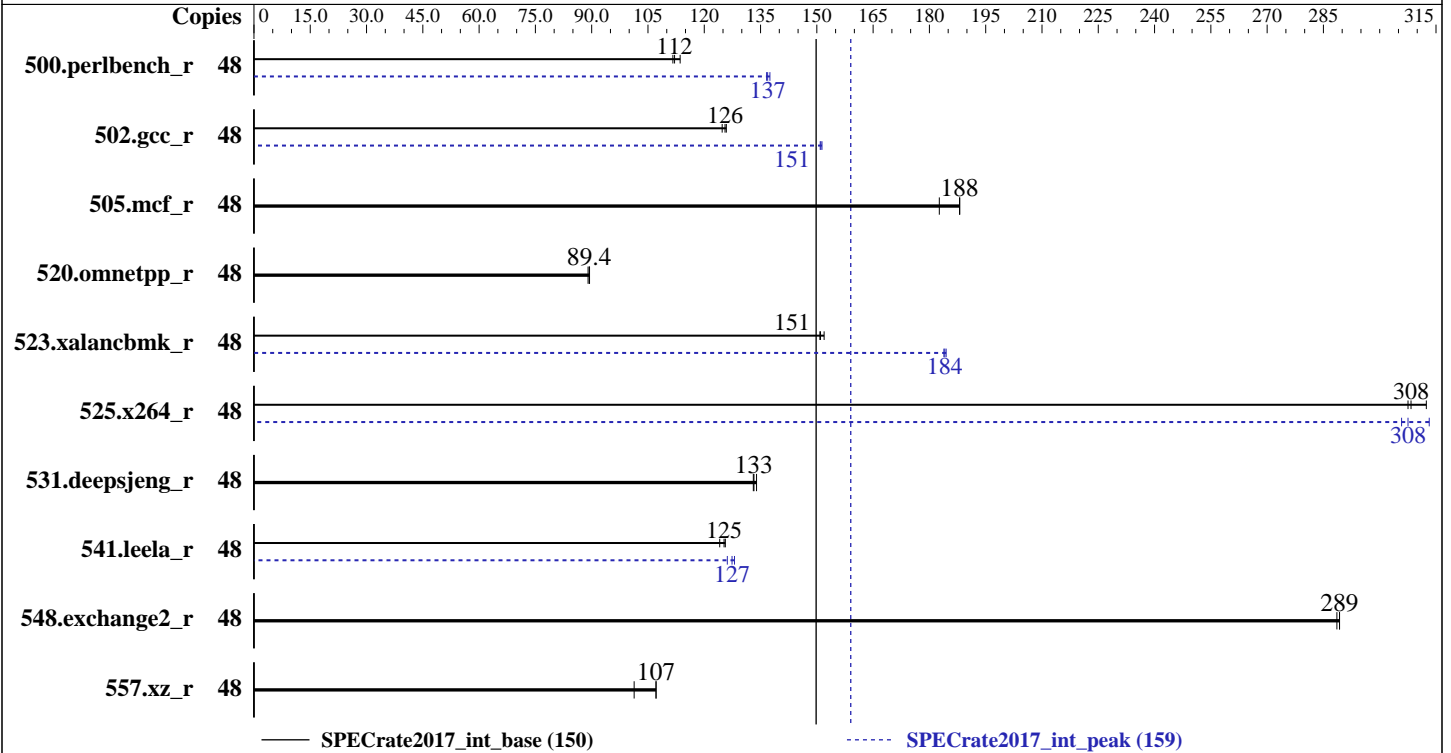 Copies 0 15.0 30.0 45.0 60.0 75.0 90.0 105 120 135 150 165 180 195 210 225 240 255 270 285 315
500.perlbench_r 48 112
137
502.gcc_r 48 126
151
505.mcf_r 48 188
520.omnetpp_r 48 89.4
523.xalancbmk_r 48 151
184
525.x264_r 48 308
308
531.deepsjeng_r 48 133
541.leela_r 48 125
127
548.exchange2_r 48 289
557.xz_r 48 107
SPECrate2017_int_base (150) SPECrate2017_int_peak (159)